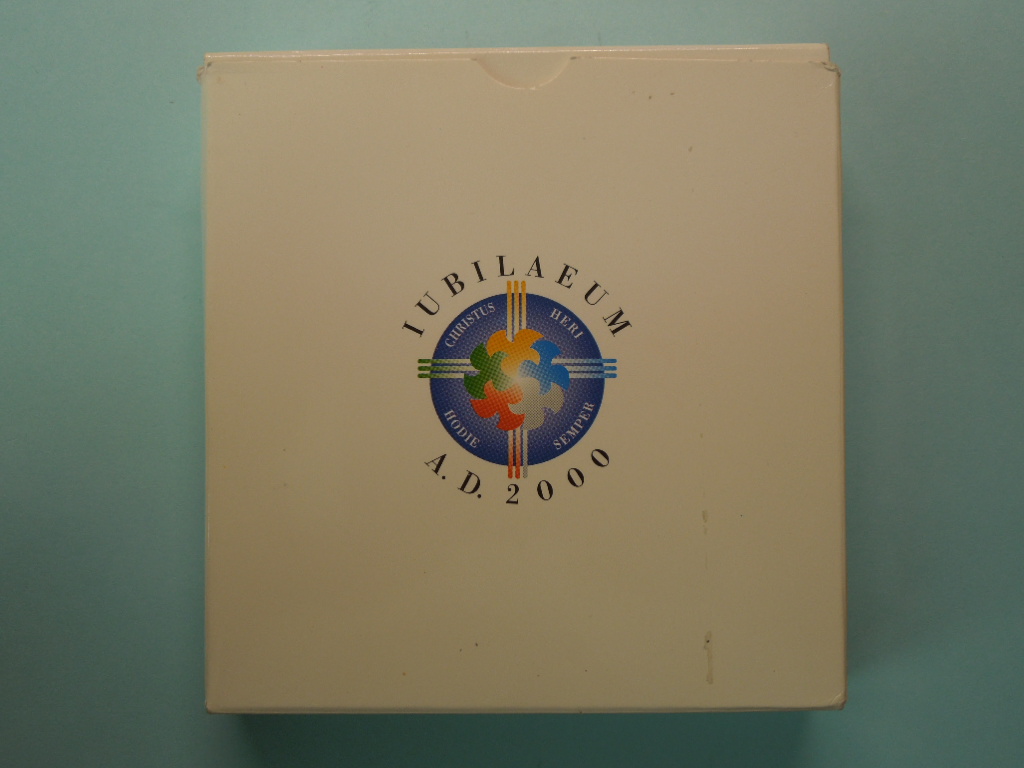 IUBILAEUM
CHRISTUS HERI
HODIE SEMPER
A.D. 2000